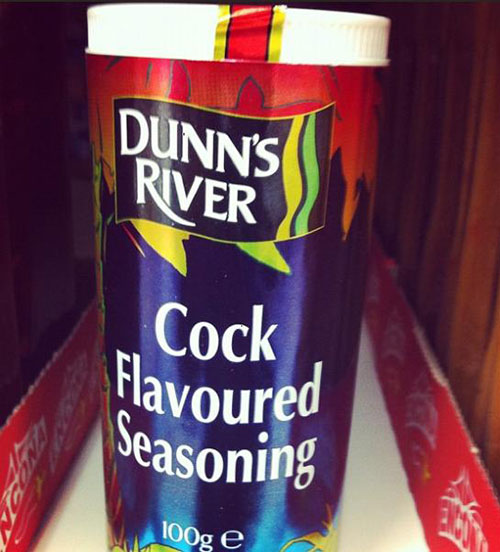 DUNN'S
RIVER
Cock
Flavoured
Seasoning
100g e